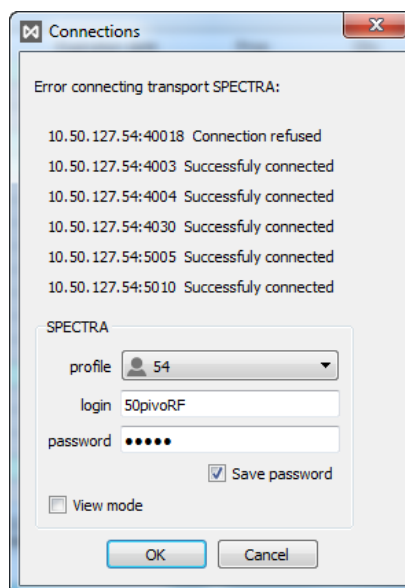 Connections
Error connecting transport SPECTRA:
10.50.127.54:40018 Connection refused
10.50.127.54:4003 Successfuly connected
10.50.127.54:4004 Successfuly connected
10.50.127.54:4030 Successfuly connected
10.50.127.54:5005 Successfuly connected
10.50.127.54:5010 Successfuly connected
SPECTRA
profile 54
login 50pivoRF
password •••••
Save password
View mode
OK Cancel